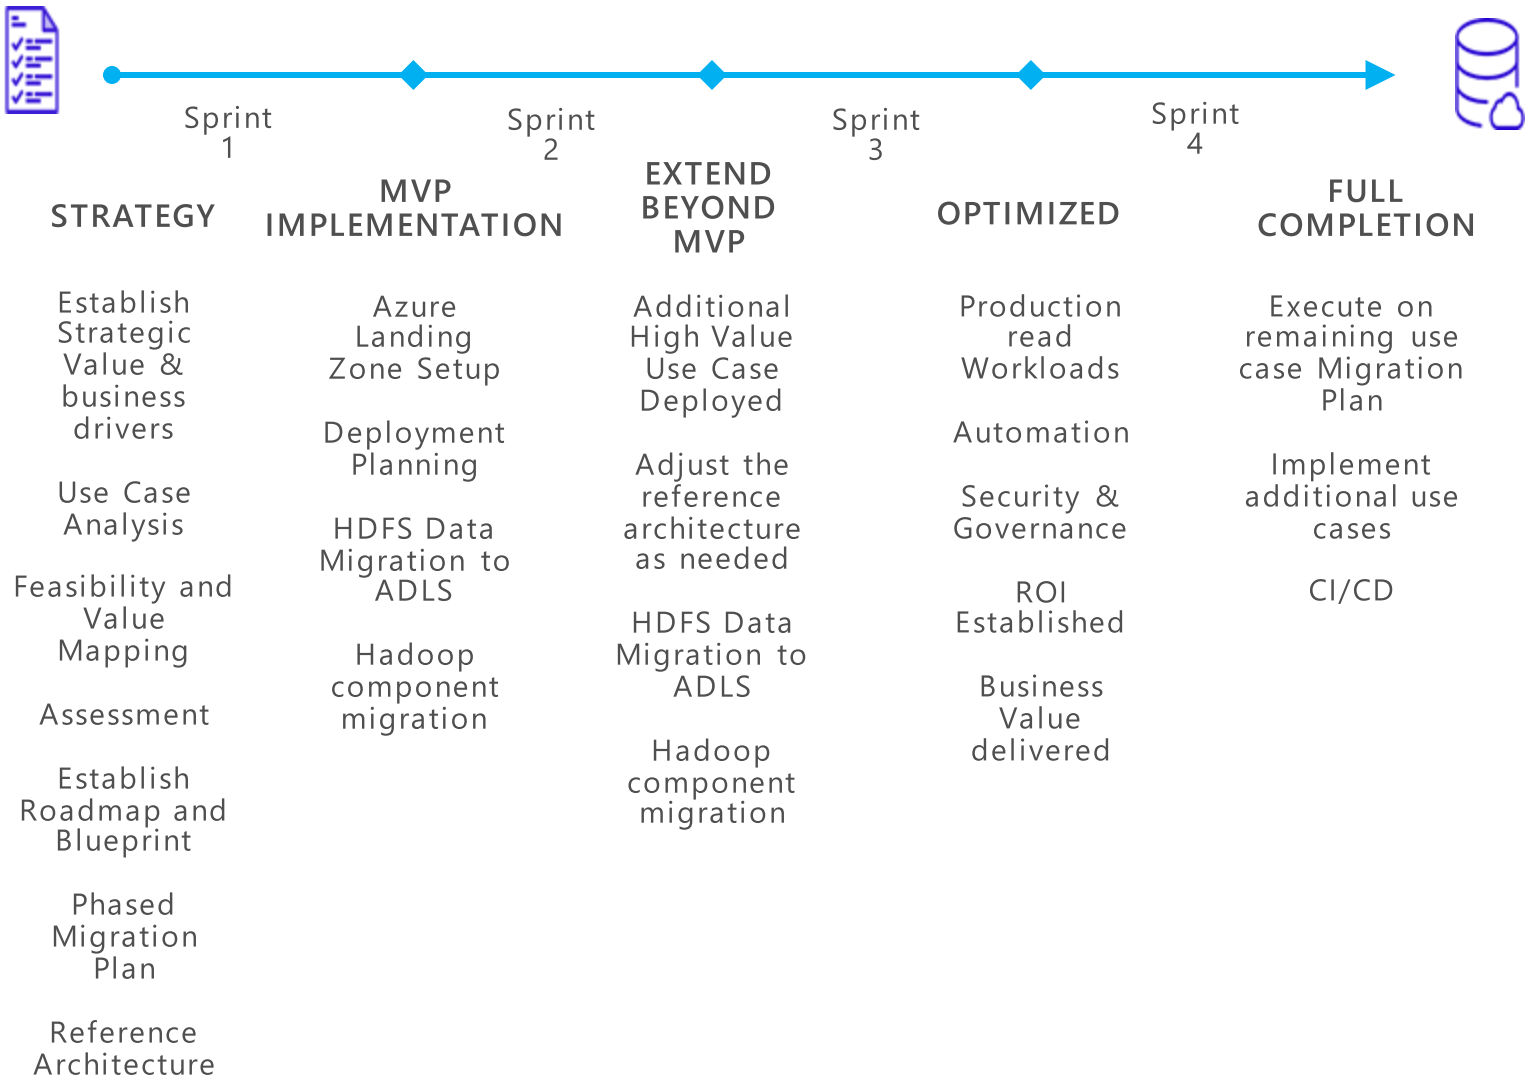 Sprint
1
Sprint
2
Sprint
3
Sprint
4
STRATEGY
Establish
Strategic
Value &
business
drivers
Use Case
Analysis
Feasibility and
Value
Mapping
Assessment
Establish
Roadmap and
Blueprint
Phased
Migration
Plan
Reference
Architecture
MVP
IMPLEMENTATION
Azure
Landing
Zone Setup
Deployment
Planning
HDFS Data
Migration to
ADLS
Hadoop
component
migration
EXTEND
BEYOND
MVP
Additional
High Value
Use Case
Deployed
Adjust the
reference
architecture
as needed
HDFS Data
Migration to
ADLS
Hadoop
component
migration
OPTIMIZED
Production
read
Workloads
Automation
Security &
Governance
ROI
Established
Business
Value
delivered
FULL
COMPLETION
Execute on
remaining use
case Migration
Plan
Implement
additional use
cases
CI/CD